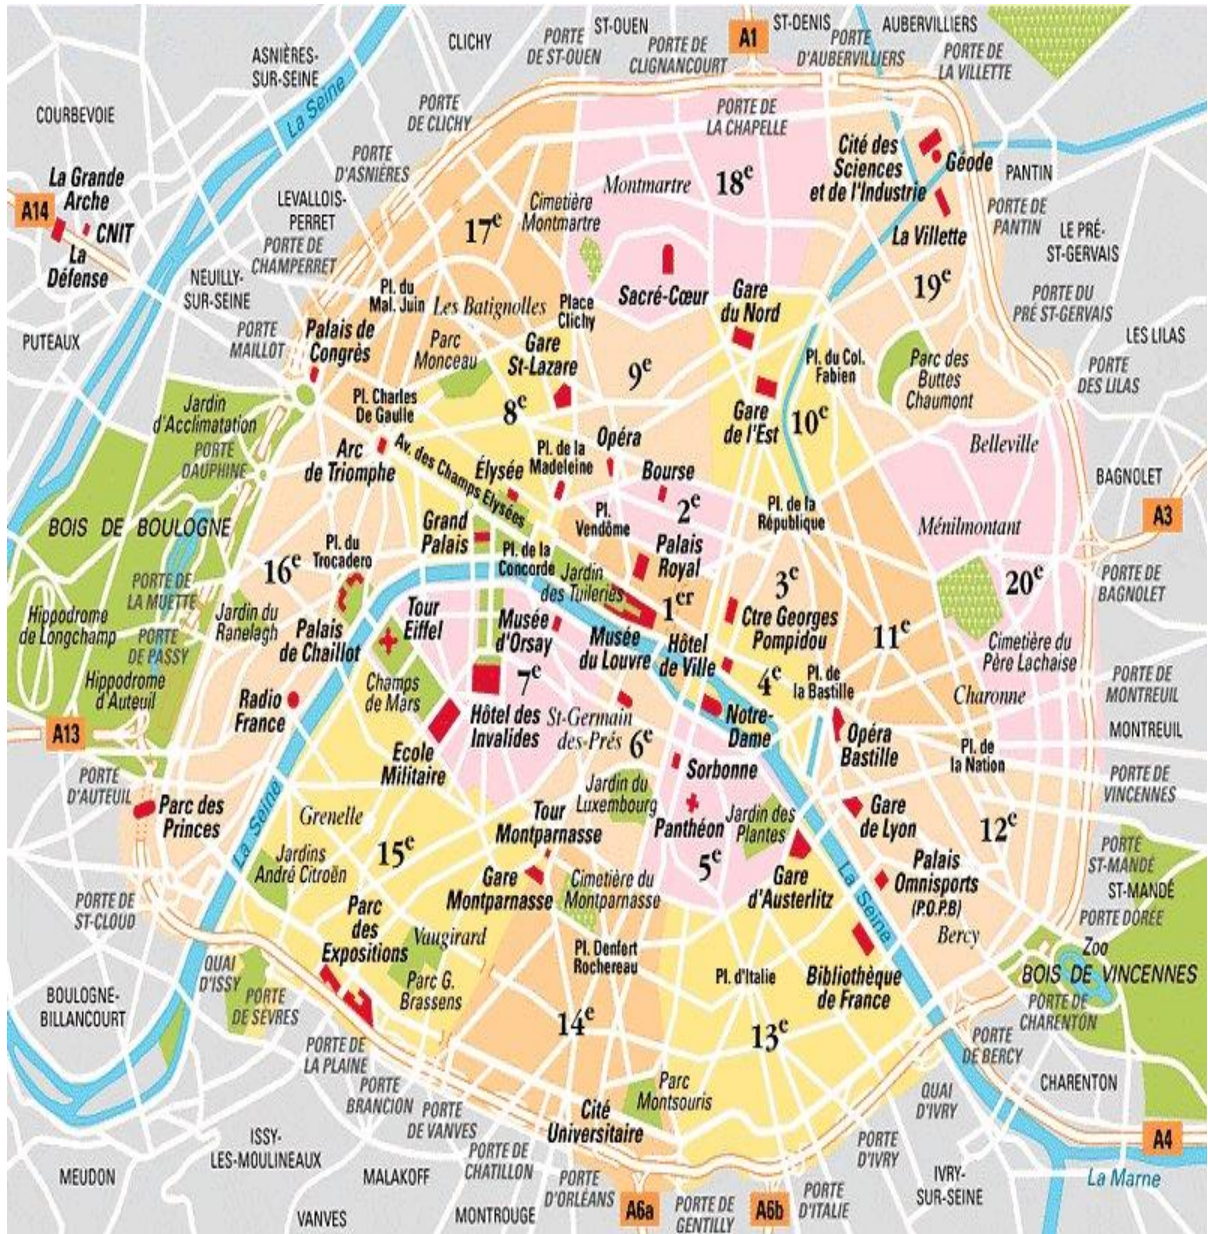 ST-OUEN
ST-DENIS
AUBERVILLIERS
CLICHY
PORTE
DE ST-OUEN
PORTE DE
CLIGNANCOURT
A1
PORTE
D'AUBERVILLIERS
PORTE DE
LA VILLETTE
ASNIÈRES-
SUR-SEINE
COURBEVOIE
La Seine
PORTE
DE CLICHY
PORTE DE
LA CHAPELLE
PORTE
D'ASNIÈRES
Cité des
Sciences
et de l'Industrie
Géode
PANTIN
La Grande
Arche
A14
CNIT
La
Défense
LEVALLOIS-
PERRET
PORTE DE
CHAMPERRET
17e
Cimetière
Montmartre
Montmartre
18e
La Villette
PORTE DE
PANTIN
LE PRÉ-
ST-GERVAIS
NEUILLY-
SUR-SEINE
Pl. du
Mal. Juin
Les Batignolles
Place
Clichy
Sacré-Cœur
Gare
du Nord
19e
PORTE DU
PRÉ ST-GERVAIS
PUTEAUX
PORTE
MAILLOT
Palais de
Congrès
Parc
Monceau
Gare
St-Lazare
9e
Pl. du Col.
Fabien
Parc des
Buttes
Chaumont
LES LILAS
PORTE
DES LILAS
Jardin
d'Acclimatation
Pl. Charles
De Gaulle
8e
Gare
de l'Est
10e
PORTE
DAUPHINE
Arc
de Triomphe
Av. des Champs Elysées
Élysée
Pl. de la
Madeleine
Opéra
Bourse
Belleville
BAGNOLET
BOIS DE BOULOGNE
Grand
Palais
Pl.
Vendôme
2e
Pl. de la
République
Ménilmontant
A3
16e
Pl. du
Trocadero
Pl. de la
Concorde
Jardin
des Tuileries
Palais
Royal
3e
20e
PORTE DE
BAGNOLET
PORTE DE
LA MUETTE
Hippodrome
de Longchamp
Jardin du
Ranelagh
Palais
de Chaillot
Tour
Eiffel
Musée
d'Orsay
Musée
du Louvre
1er
Ctre Georges
Pompidou
11e
Cimetière du
Père Lachaise
PORTE
DE PASSY
Hippodrome
d'Auteuil
Hôtel
de Ville
4e
Pl. de
la Bastille
Charonne
PORTE DE
MONTREUIL
MONTREUIL
Radio
France
Champs
de Mars
7e
Hôtel des
Invalides
St-Germain
des-Prés
6e
Notre-
Dame
Opéra
Bastille
Pl. de
la Nation
A13
Ecole
Militaire
Sorbonne
PORTE
D'AUTEUIL
PORTE DE
VINCENNES
Parc des
Princes
La Seine
Grenelle
15e
Tour
Montparnasse
Jardin du
Luxembourg
Panthéon
Jardin des
Plantes
Gare
de Lyon
12e
Jardins
André Citroën
Gare
Montparnasse
Cimetière du
Montparnasse
5e
Gare
d'Austerlitz
La Seine
Palais
Omnisports
(P.O.P.B)
PORTE
ST-MANDÉ
ST-MANDÉ
PORTE DE
ST-CLOUD
Parc
des
Expositions
Vaugirard
Pl. Denfert
Rochereau
Bercy
PORTE DORÉE
Zoo
QUAI
D'ISSY
PORTE
DE SÈVRES
Parc G.
Brassens
Pl. d'Italie
Bibliothèque
de France
BOIS DE VINCENNES
BOULOGNE-
BILLANCOURT
14e
13e
PORTE DE
CHARENTON
PORTE DE
LA PLAINE
PORTE
DE BERCY
PORTE
BRANCION
Parc
Montsouris
CHARENTON
QUAI
D'IVRY
PORTE
DE VANVES
Cité
Universitaire
ISSY-
LES-MOULINEAUX
PORTE DE
CHATILLON
PORTE
D'IVRY
A4
MEUDON
MALAKOFF
PORTE
D'ORLÉANS
PORTE
D'ITALIE
IVRY-
SUR-SEINE
La Marne
VANVES
MONTROUGE
A6a
PORTE DE
GENTILLY
A6b